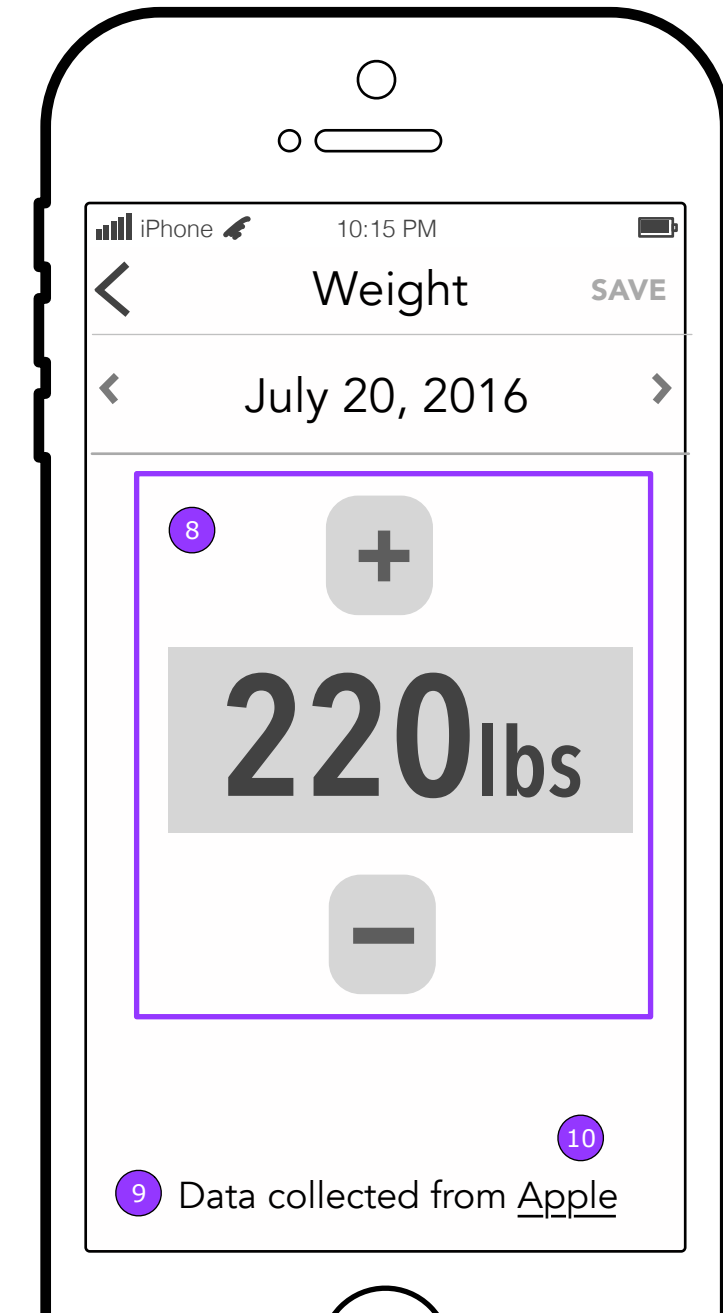 iPhone 10:15 PM
Weight SAVE
July 20, 2016
8
+
220lbs
−
10
9 Data collected from Apple